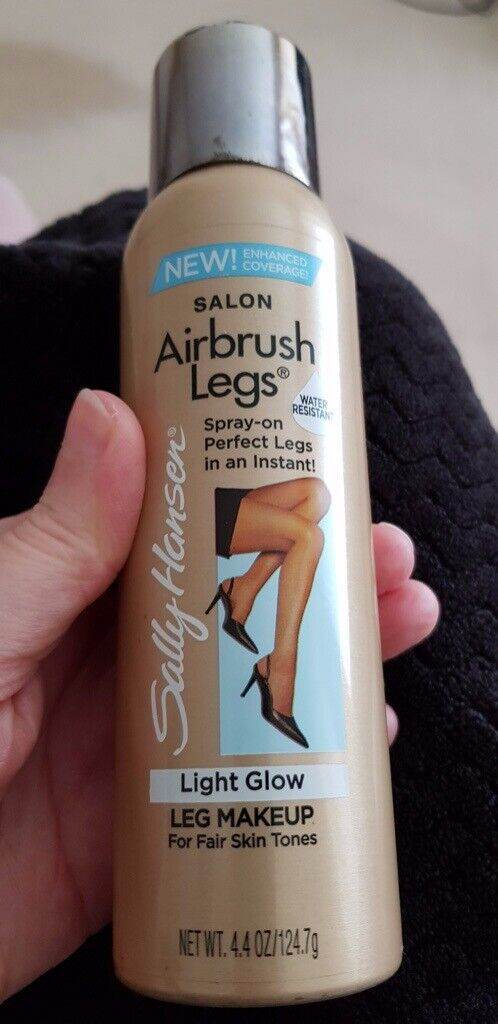 NEW! ENHANCED
COVERAGE!
SALON
Airbrush
Legs®
WATER
RESISTANT
Spray-on
Perfect Legs
in an Instant!
Sally Hansen®
Light Glow
LEG MAKEUP
For Fair Skin Tones
NET WT. 4.4 OZ/124.7g